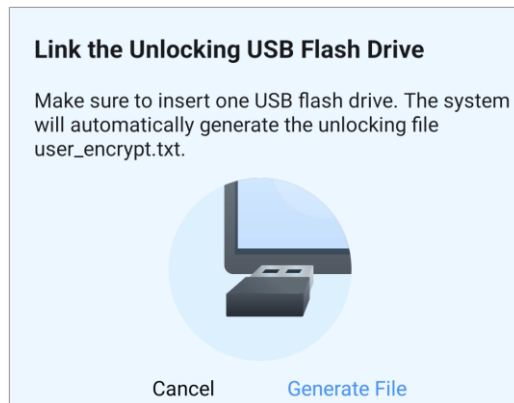 Link the Unlocking USB Flash Drive
Make sure to insert one USB flash drive. The system
will automatically generate the unlocking file
user_encrypt.txt.
Cancel
Generate File